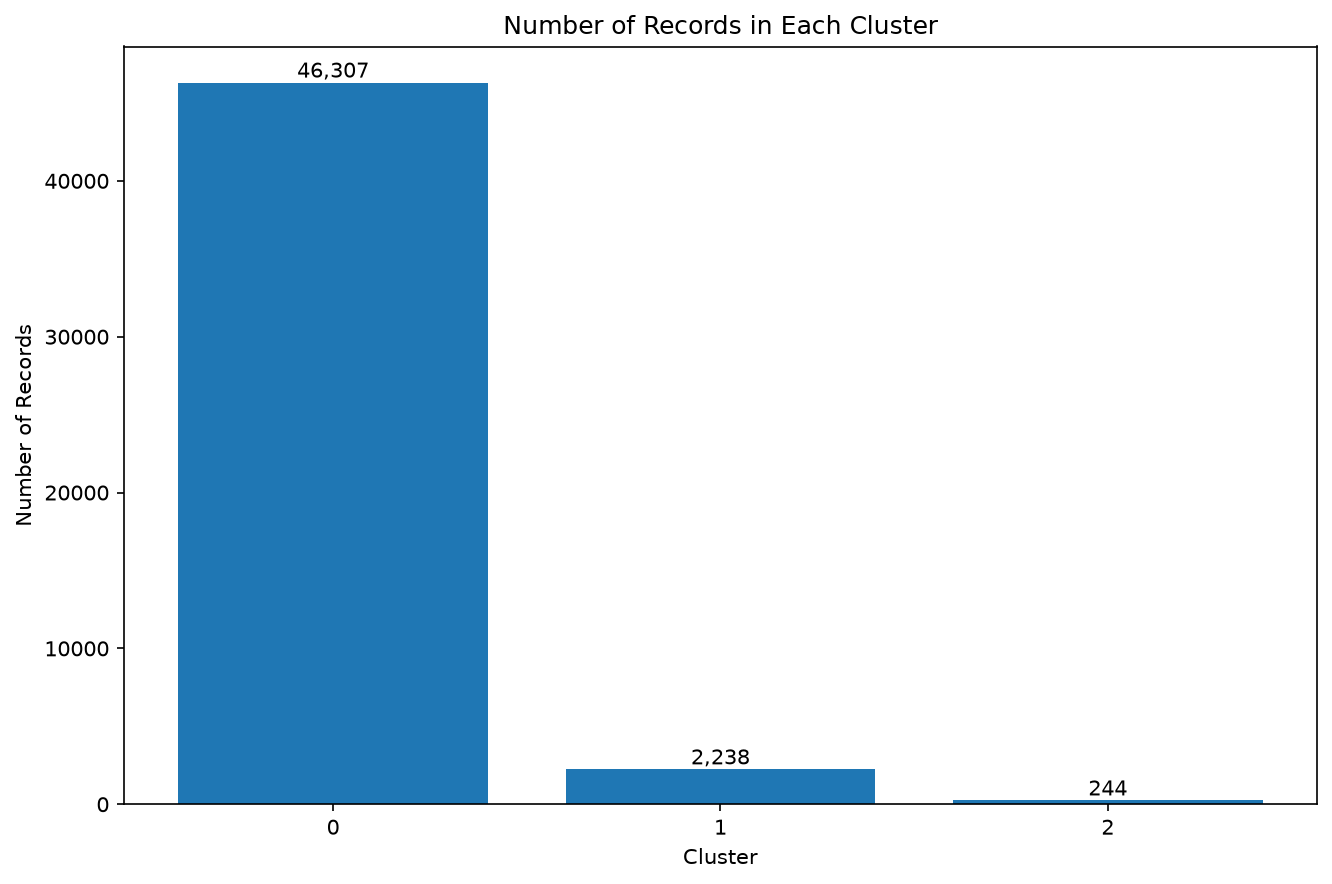 Number of Records in Each Cluster
46,307
2,238
244
40000
30000
20000
10000
0
Number of Records
0 1 2
Cluster